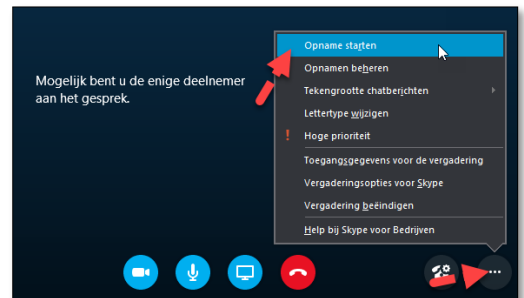 Mogelijk bent u de enige deelnemer
aan het gesprek.
Opname starten
Opnamen beheren
Tekengrootte chatberichten
Lettertype wijzigen
! Hoge prioriteit
Toegangsgegevens voor de vergadering
Vergaderingsopties voor Skype
Vergadering beëindigen
Help bij Skype voor Bedrijven